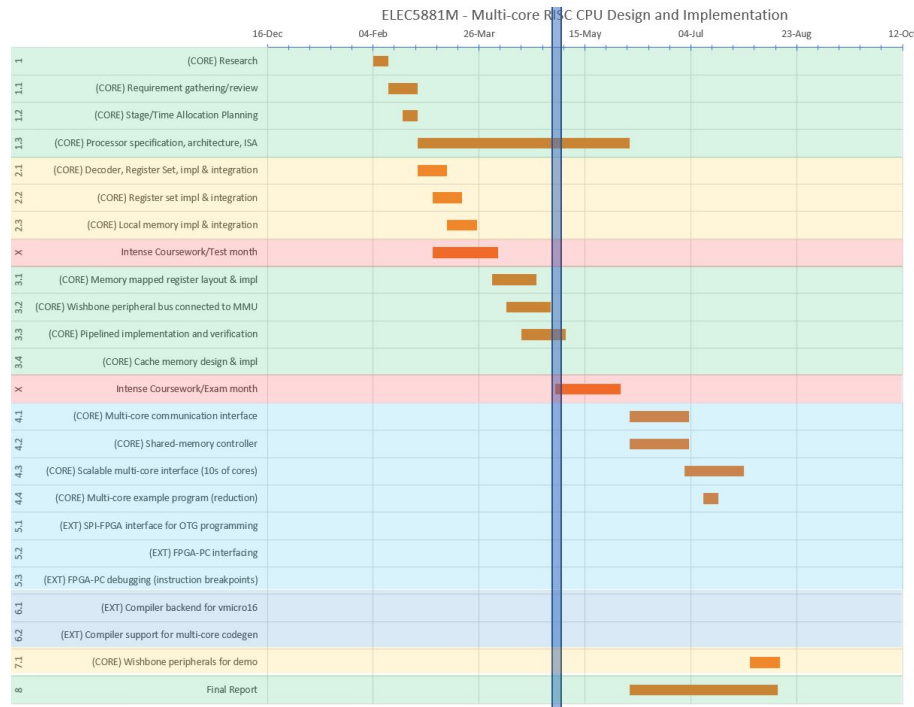 ELEC5881M - Multi-core RISC CPU Design and Implementation
16-Dec 04-Feb 26-Mar 15-May 04-Jul 23-Aug 12-Oc
1 (CORE) Research
1.1 (CORE) Requirement gathering/review
1.2 (CORE) Stage/Time Allocation Planning
1.3 (CORE) Processor specification, architecture, ISA
2.1 (CORE) Decoder, Register Set, impl & integration
2.2 (CORE) Register set impl & integration
2.3 (CORE) Local memory impl & integration
X Intense Coursework/Test month
3.1 (CORE) Memory mapped register layout & impl
3.2 (CORE) Wishbone peripheral bus connected to MMU
3.3 (CORE) Pipelined implementation and verification
3.4 (CORE) Cache memory design & impl
X Intense Coursework/Exam month
4.1 (CORE) Multi-core communication interface
4.2 (CORE) Shared-memory controller
4.3 (CORE) Scalable multi-core interface (10s of cores)
4.4 (CORE) Multi-core example program (reduction)
5.1 (EXT) SPI-FPGA interface for OTG programming
5.2 (EXT) FPGA-PC interfacing
5.3 (EXT) FPGA-PC debugging (instruction breakpoints)
6.1 (EXT) Compiler backend for vmicro16
6.2 (EXT) Compiler support for multi-core codegen
7.1 (CORE) Wishbone peripherals for demo
8 Final Report